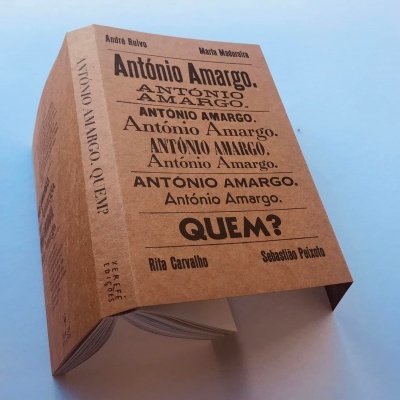 André Ruivo
Marta Madureira
António Amargo.
ANTÓNIO
AMARGO.
ANTÓNIO AMARGO.
António Amargo.
ANTÓNIO AMARGO.
António Amargo.
ANTÓNIO AMARGO.
António Amargo.
QUEM?
Rita Carvalho
Sebastião Peixoto
ANTÓNIO AMARGO. QUEM?
XEREFÉ
EDIÇÕES